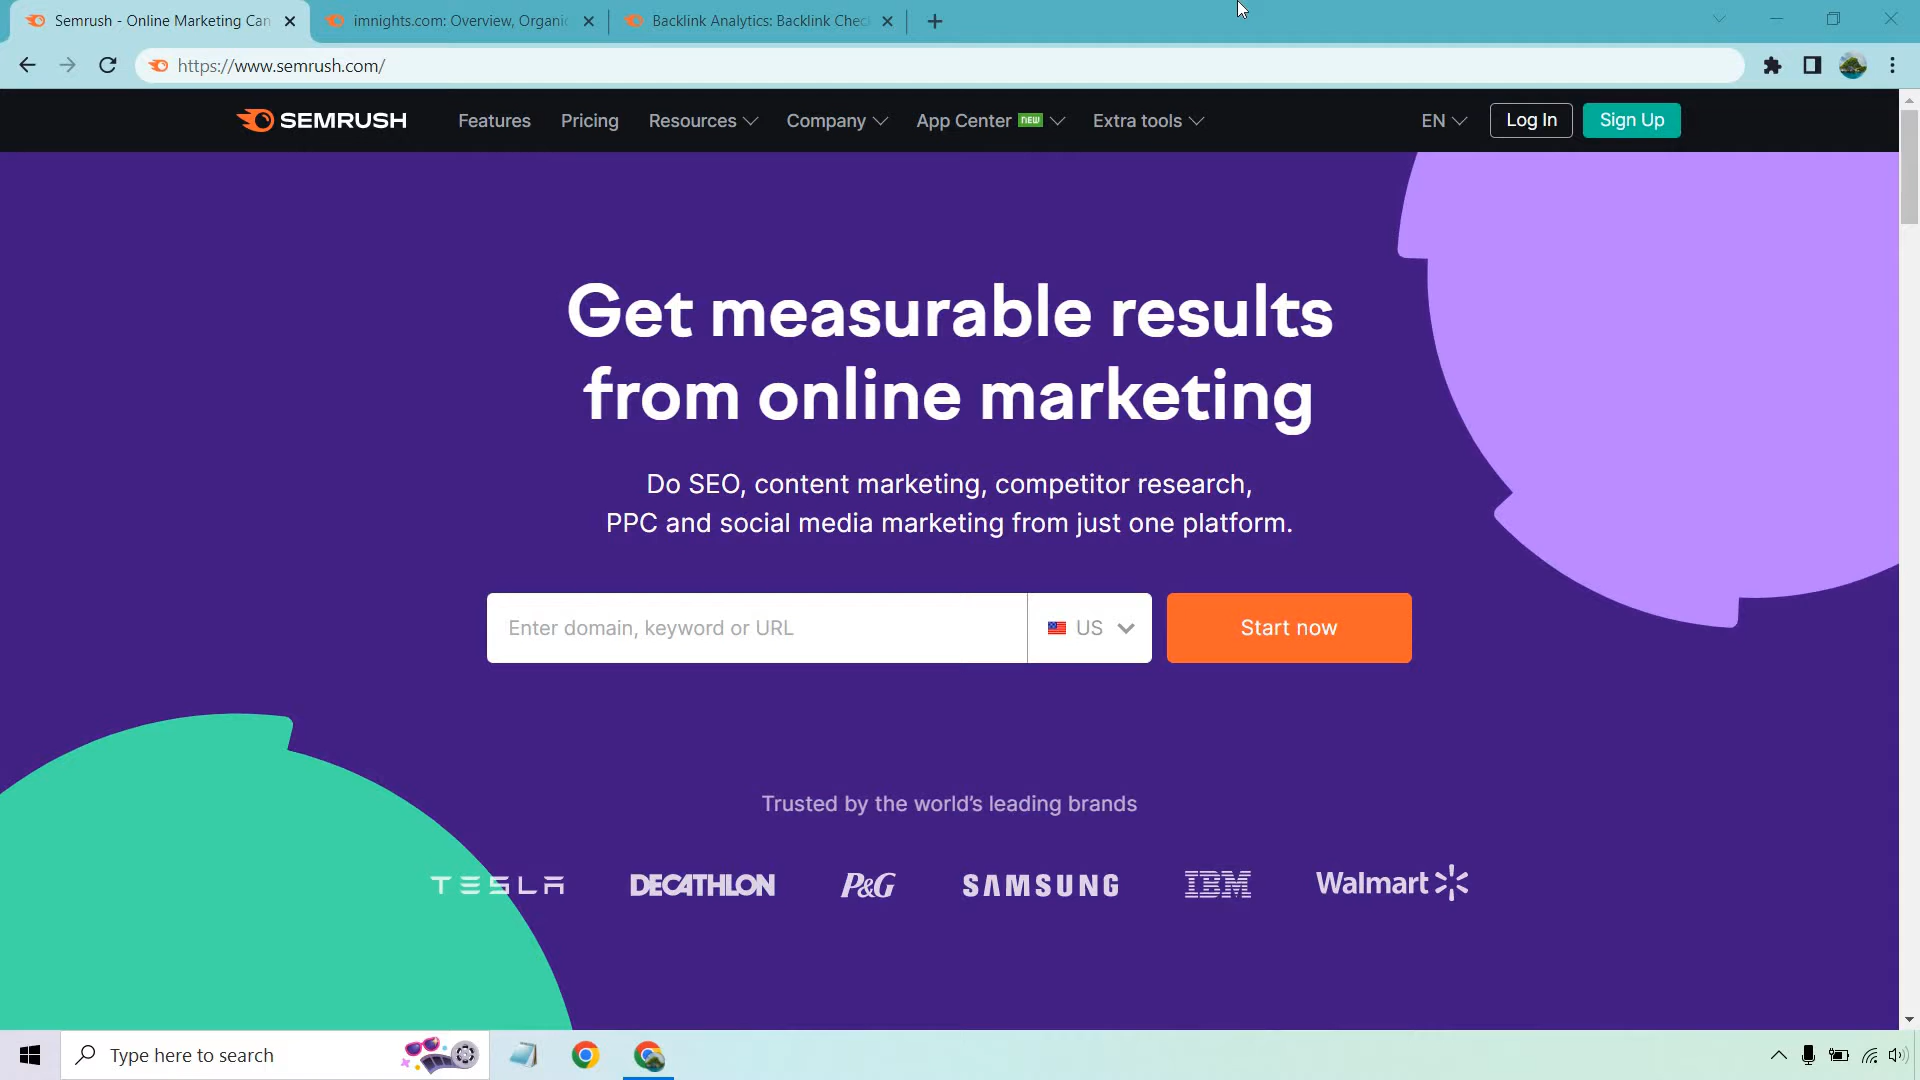 Semrush - Online Marketing Can
imnights.com: Overview, Organic
Backlink Analytics: Backlink Chec
https://www.semrush.com/
SEMRUSH
Features
Pricing
Resources
Company
App Center NEW
Extra tools
EN
Log In
Sign Up
Get measurable results
from online marketing
Do SEO, content marketing, competitor research,
PPC and social media marketing from just one platform.
Enter domain, keyword or URL
US
Start now
Trusted by the world's leading brands
TESLA
DECATHLON
P&G
SAMSUNG
IBM
Walmart
Type here to search